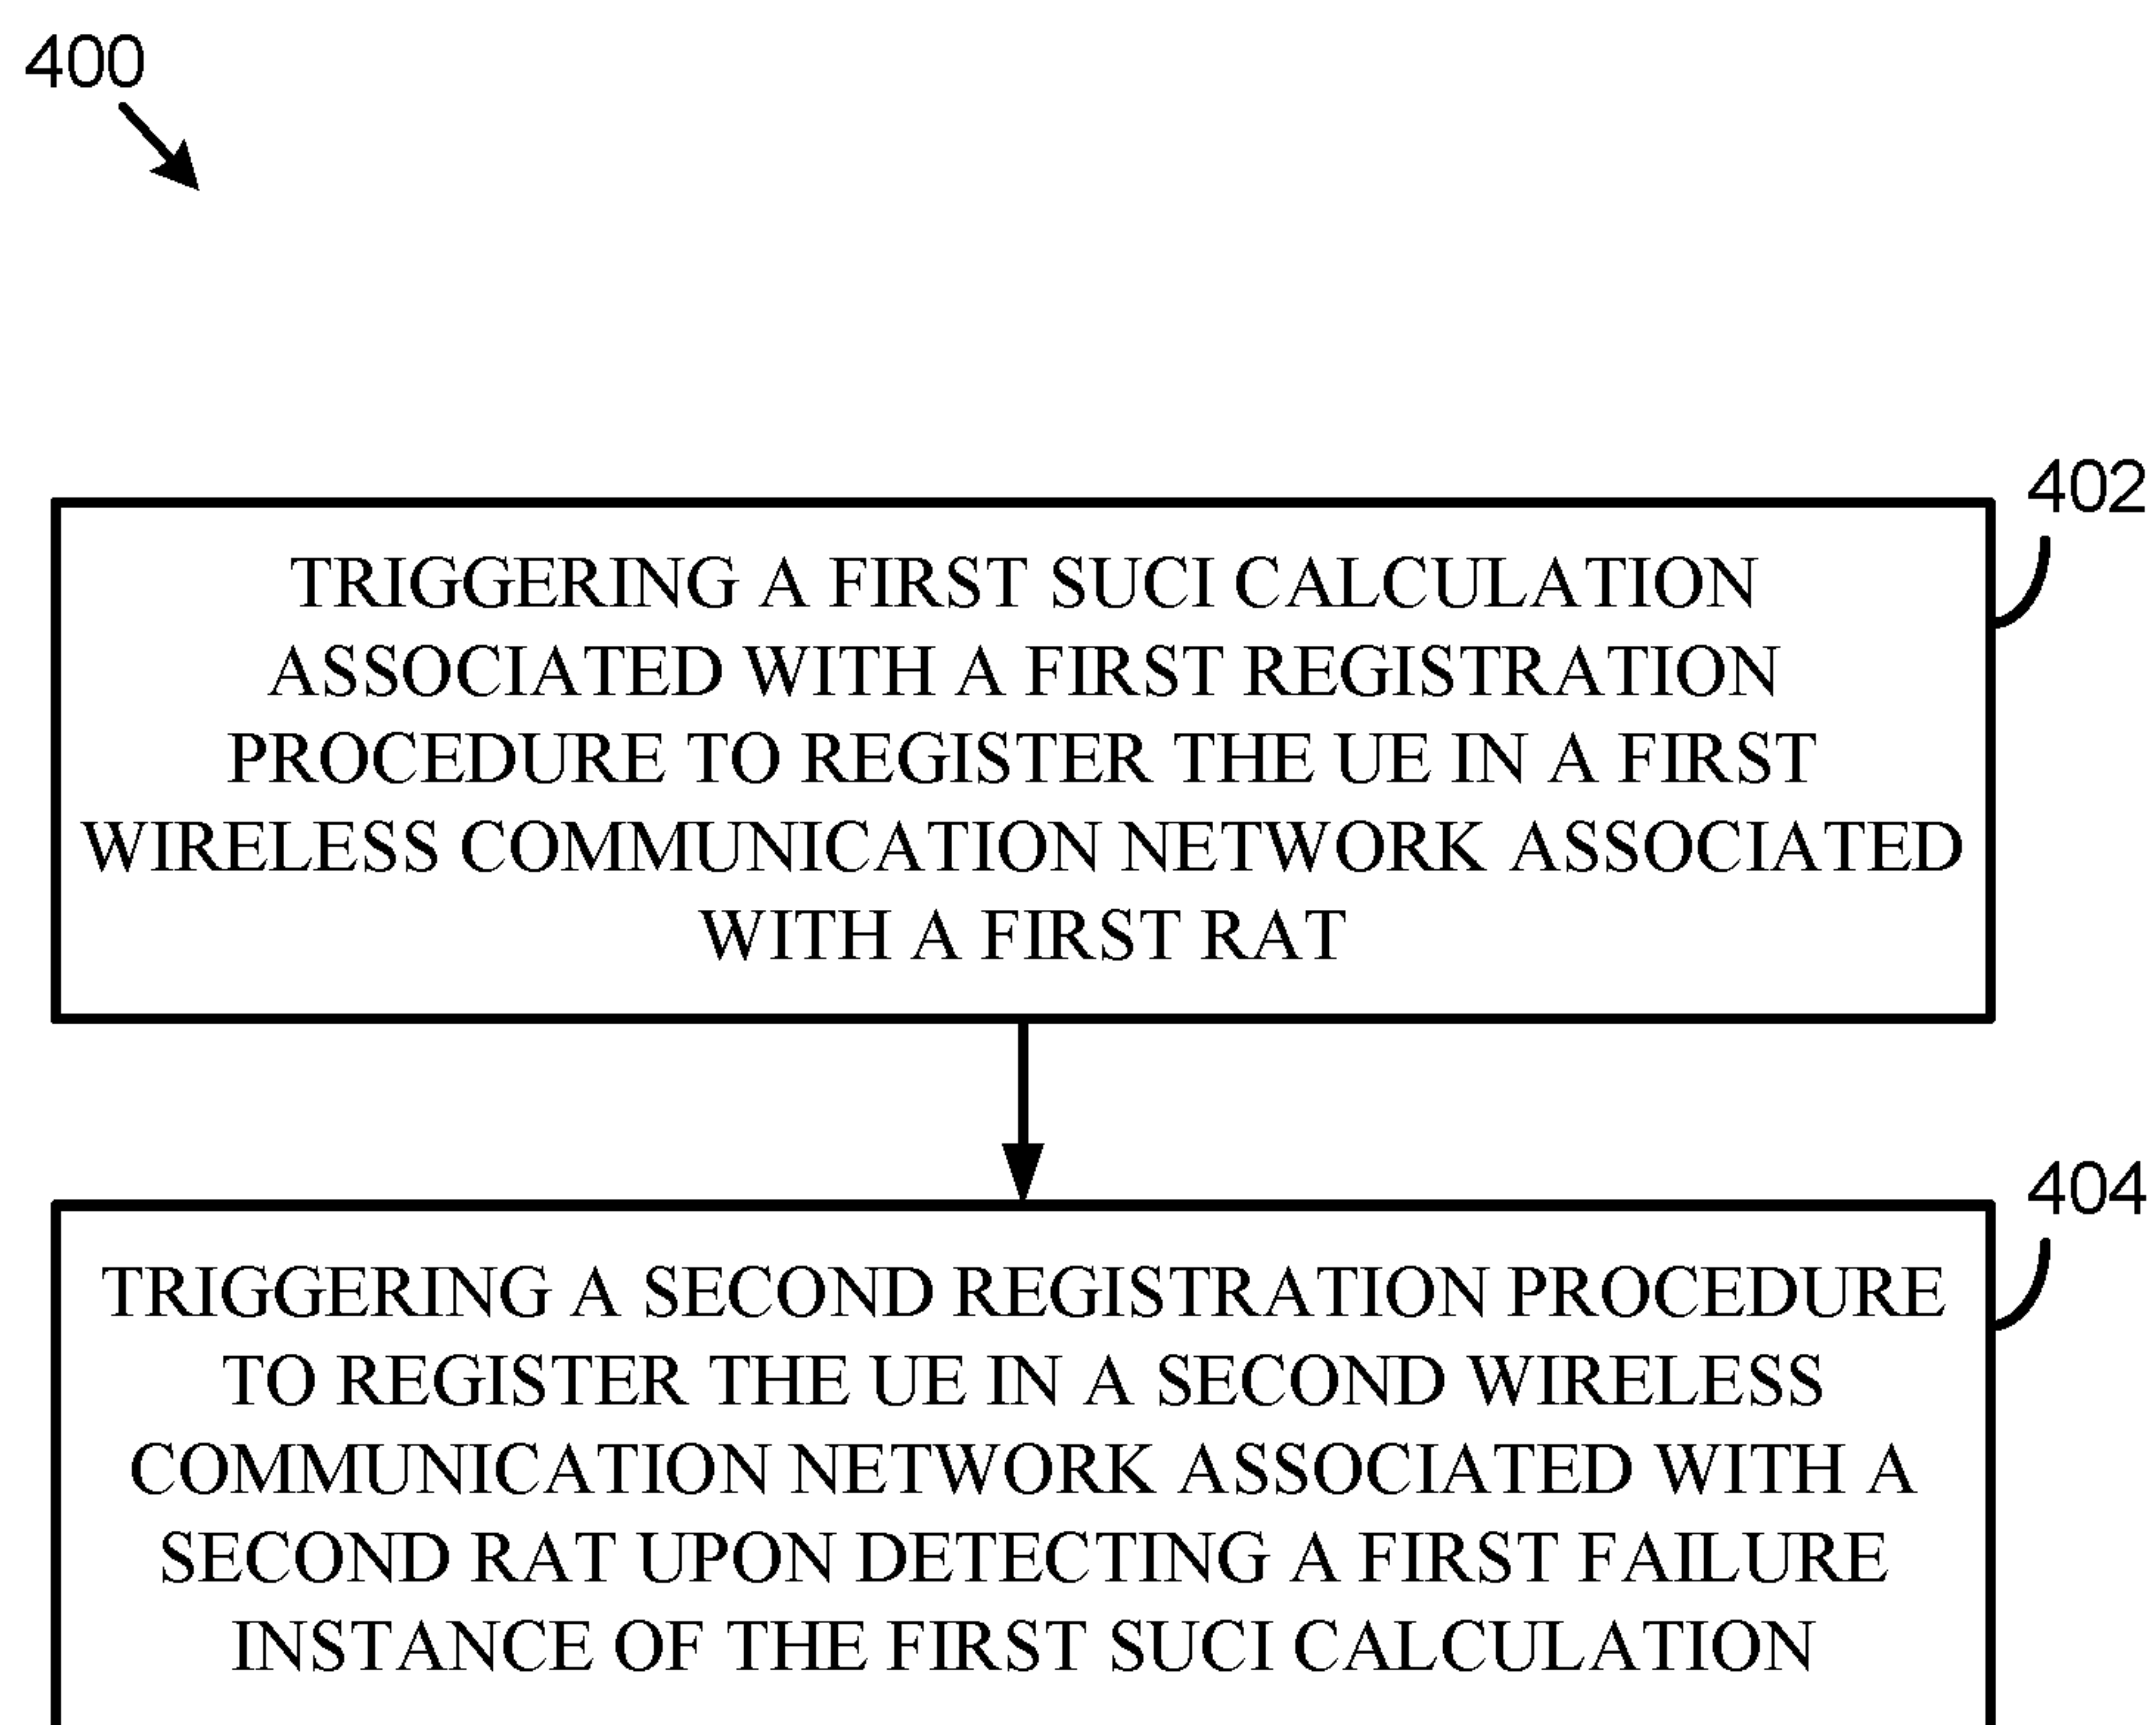 400
402
TRIGGERING A FIRST SUCI CALCULATION
ASSOCIATED WITH A FIRST REGISTRATION
PROCEDURE TO REGISTER THE UE IN A FIRST
WIRELESS COMMUNICATION NETWORK ASSOCIATED
WITH A FIRST RAT
404
TRIGGERING A SECOND REGISTRATION PROCEDURE
TO REGISTER THE UE IN A SECOND WIRELESS
COMMUNICATION NETWORK ASSOCIATED WITH A
SECOND RAT UPON DETECTING A FIRST FAILURE
INSTANCE OF THE FIRST SUCI CALCULATION